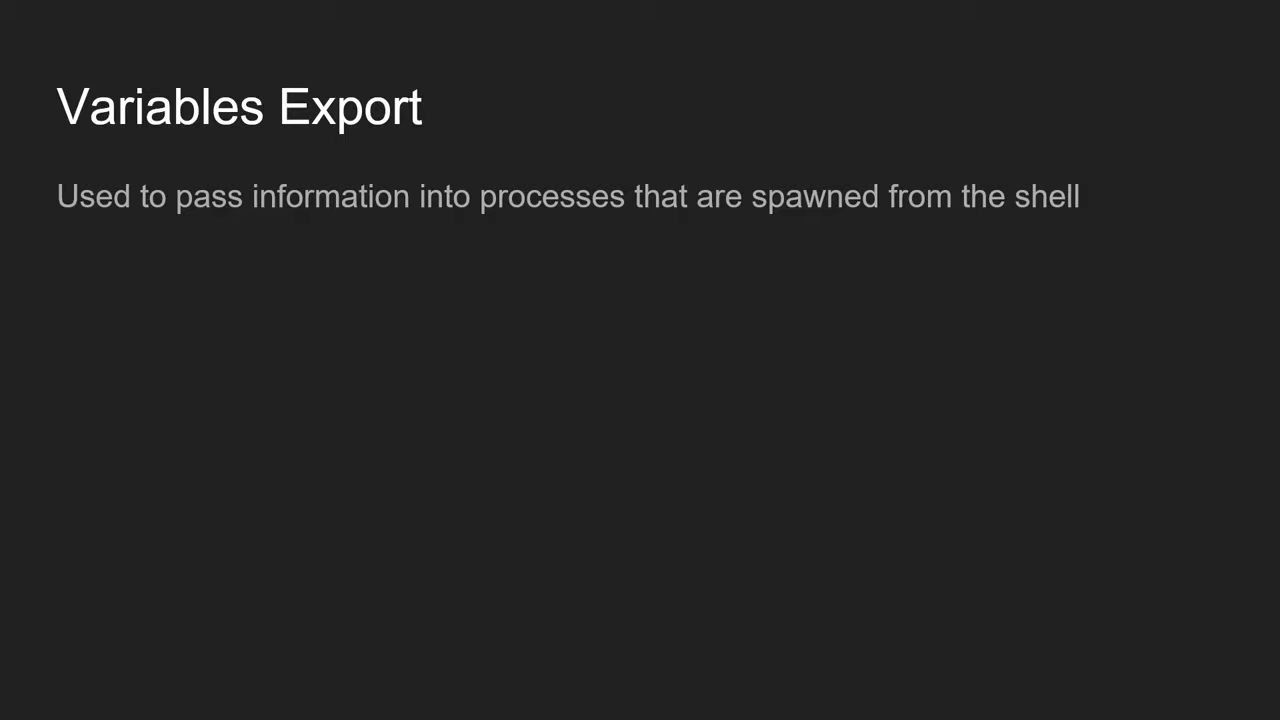 Variables Export
Used to pass information into processes that are spawned from the shell